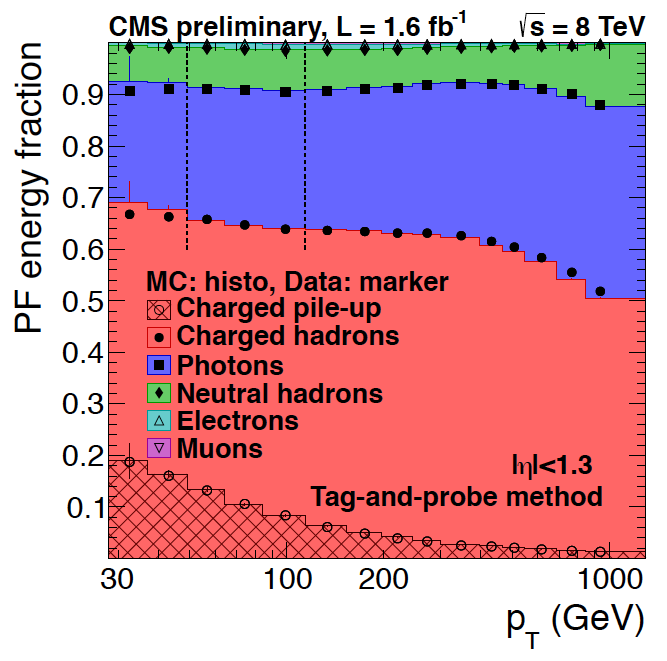 CMS preliminary, L = 1.6 fb⁻¹ √s = 8 TeV
PF energy fraction
0.9
0.8
0.7
0.6
0.5
0.4
0.3
0.2
0.1
MC: histo, Data: marker
Charged pile-up
Charged hadrons
Photons
Neutral hadrons
Electrons
Muons
|η|<1.3
Tag-and-probe method
30 100 200 1000
p_T (GeV)